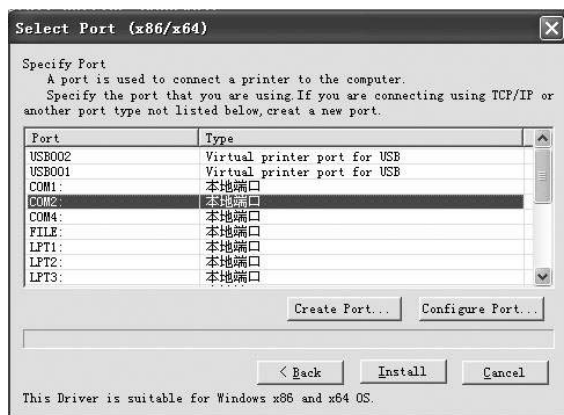 Select Port (x86/x64)
Specify Port
A port is used to connect a printer to the computer.
Specify the port that you are using.If you are connecting using TCP/IP or
another port type not listed below,creat a new port.
Port Type
USB002 Virtual printer port for USB
USB001 Virtual printer port for USB
COM1: 本地端口
COM2: 本地端口
COM4: 本地端口
FILE: 本地端口
LPT1: 本地端口
LPT2: 本地端口
LPT3: 本地端口
Create Port... Configure Port...
< Back Install Cancel
This Driver is suitable for Windows x86 and x64 OS.